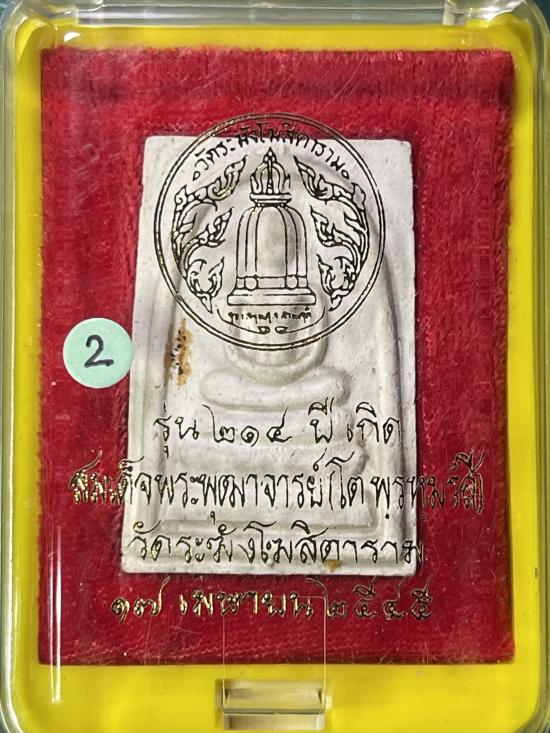 วัดระฆังโฆสิตาราม
๑๔
2
รุ่น ๒๑๔ ปี เกิด
สมเด็จพระพุฒาจารย์ (โต พฺรหฺมรํสี)
วัดระฆังโฆสิตาราม
๑๗ เมษายน ๒๕๔๕